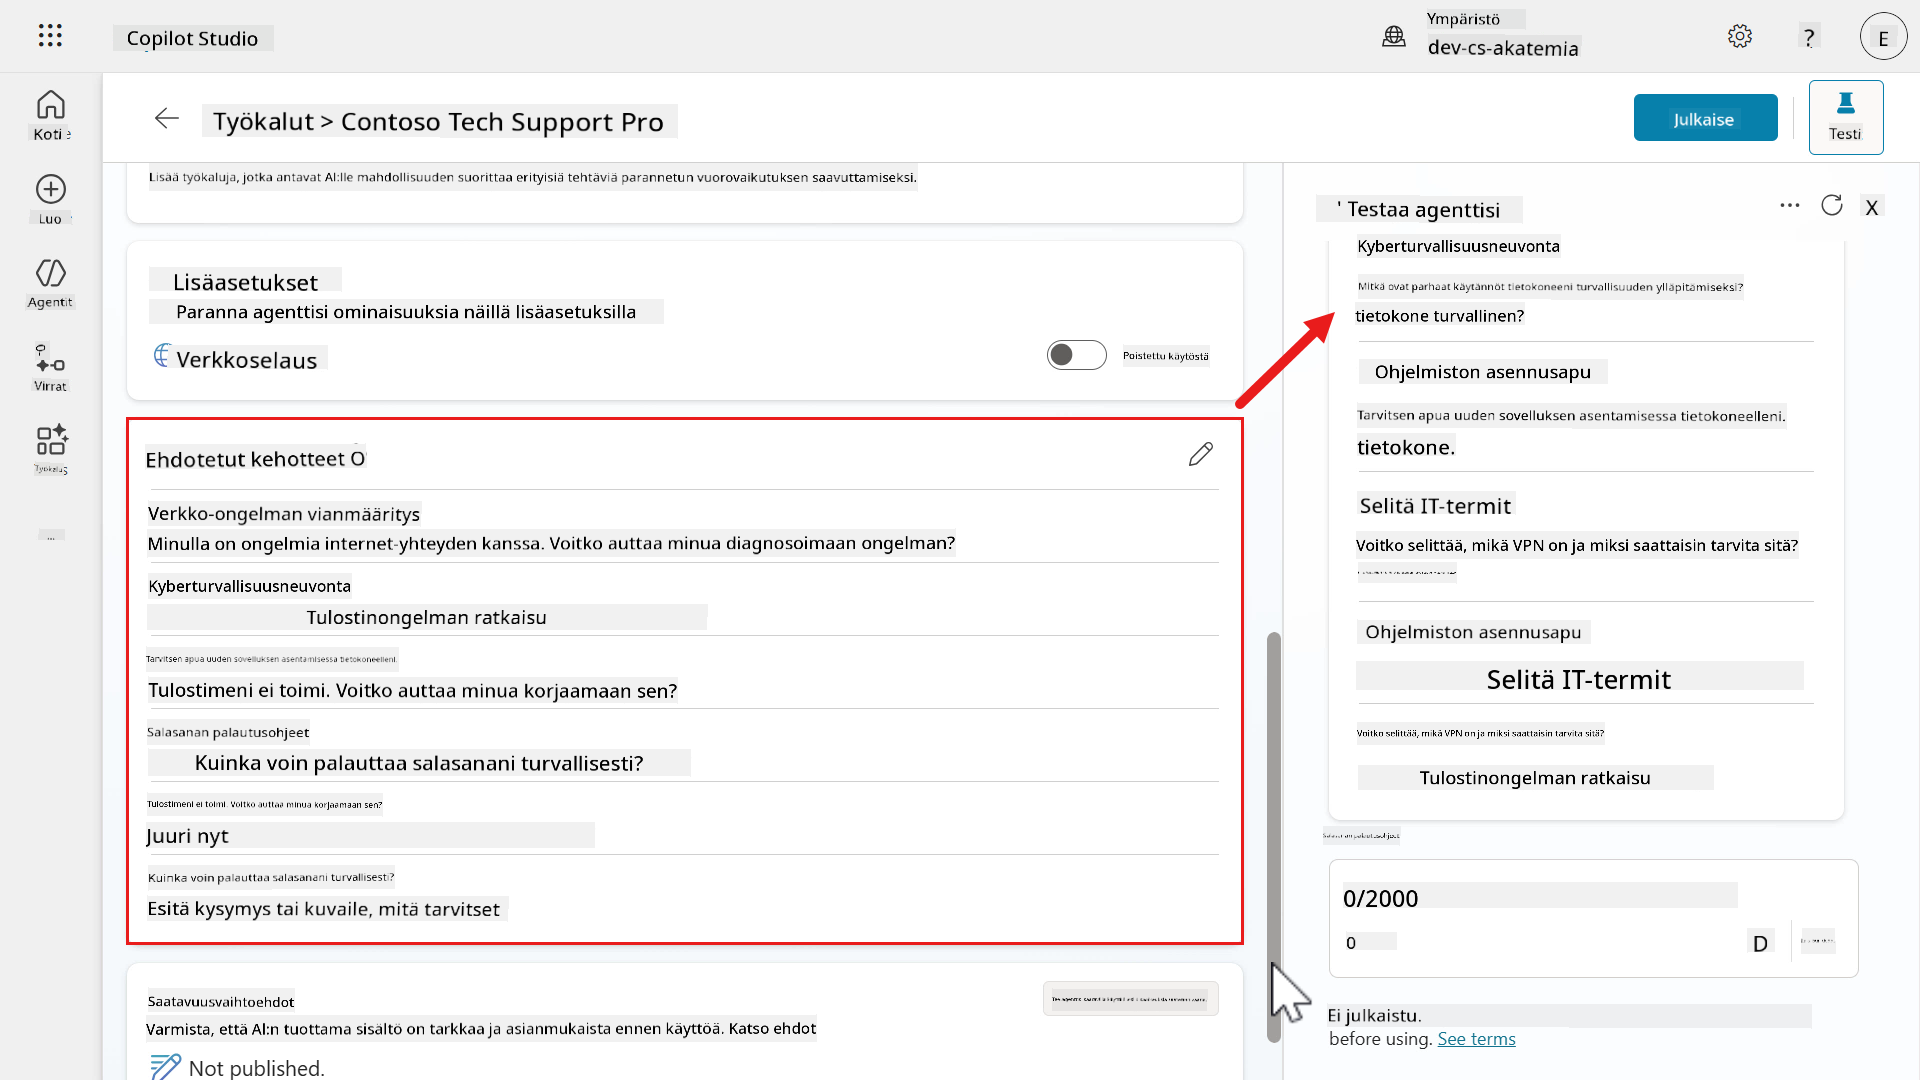 Copilot Studio
Ympäristö
dev-cs-akatemia
?
E
Koti
Luo
Agentit
Virrat
Työkalut > Contoso Tech Support Pro
Julkaise
Testi
Lisää työkaluja, jotka antavat AI:lle mahdollisuuden suorittaa erityisiä tehtäviä parannetun vuorovaikutuksen saavuttamiseksi.
Lisäasetukset
Paranna agenttisi ominaisuuksia näillä lisäasetuksilla
Verkkoselaus
Poistettu käytöstä
Ehdotetut kehotteet O
Verkko-ongelman vianmääritys
Minulla on ongelmia internet-yhteyden kanssa. Voitko auttaa minua diagnosoimaan ongelman?
Kyberturvallisuusneuvonta
Tulostinongelman ratkaisu
Tarvitsen apua uuden sovelluksen asentamisessa tietokoneelleni.
Tulostimeni ei toimi. Voitko auttaa minua korjaamaan sen?
Salasanan palautusohjeet
Kuinka voin palauttaa salasanani turvallisesti?
Tulostimeni ei toimi. Voitko auttaa minua korjaamaan sen?
Juuri nyt
Kuinka voin palauttaa salasanani turvallisesti?
Esitä kysymys tai kuvaile, mitä tarvitset
Saatavuusvaihtoehdot
Varmista, että AI:n tuottama sisältö on tarkkaa ja asianmukaista ennen käyttöä. Katso ehdot
Not published.
' Testaa agenttisi
X
Kyberturvallisuusneuvonta
Mitkä ovat parhaat käytännöt tietokoneeni turvallisuuden ylläpitämiseksi?
tietokone turvallinen?
Ohjelmiston asennusapu
Tarvitsen apua uuden sovelluksen asentamisessa tietokoneelleni.
tietokone.
Selitä IT-termit
Voitko selittää, mikä VPN on ja miksi saattaisin tarvita sitä?
Ohjelmiston asennusapu
Selitä IT-termit
Voitko selittää, mikä VPN on ja miksi saattaisin tarvita sitä?
Tulostinongelman ratkaisu
Salasanan palautusohjeet
0/2000
0
D
Ei julkaistu.
before using. See terms